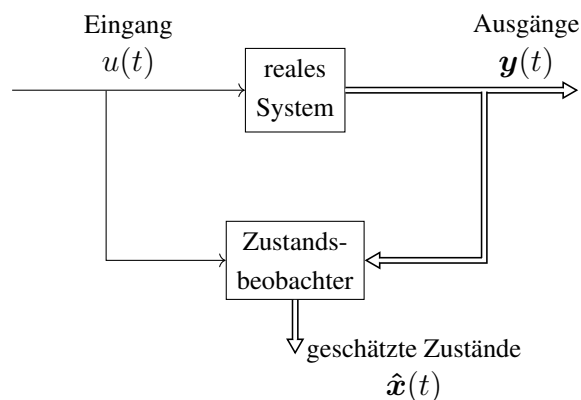 Eingang
u(t)
reales
System
Ausgänge
y(t)
Zustands-
beobachter
geschätzte Zustände
x̂(t)